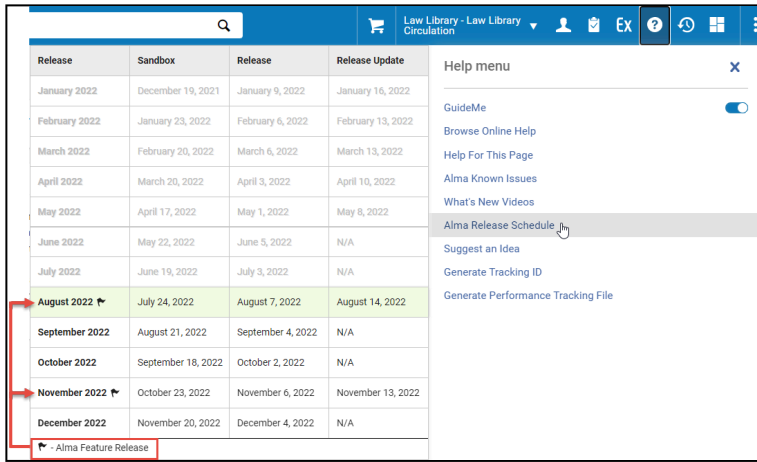 Law Library - Law Library
Circulation
Ex
?
Release Sandbox Release Release Update
January 2022 December 19, 2021 January 9, 2022 January 16, 2022
February 2022 January 23, 2022 February 6, 2022 February 13, 2022
March 2022 February 20, 2022 March 6, 2022 March 13, 2022
April 2022 March 20, 2022 April 3, 2022 April 10, 2022
May 2022 April 17, 2022 May 1, 2022 May 8, 2022
June 2022 May 22, 2022 June 5, 2022 N/A
July 2022 June 19, 2022 July 3, 2022 N/A
August 2022 July 24, 2022 August 7, 2022 August 14, 2022
September 2022 August 21, 2022 September 4, 2022 N/A
October 2022 September 18, 2022 October 2, 2022 N/A
November 2022 October 23, 2022 November 6, 2022 November 13, 2022
December 2022 November 20, 2022 December 4, 2022 N/A
- Alma Feature Release
Help menu
GuideMe
Browse Online Help
Help For This Page
Alma Known Issues
What's New Videos
Alma Release Schedule
Suggest an Idea
Generate Tracking ID
Generate Performance Tracking File